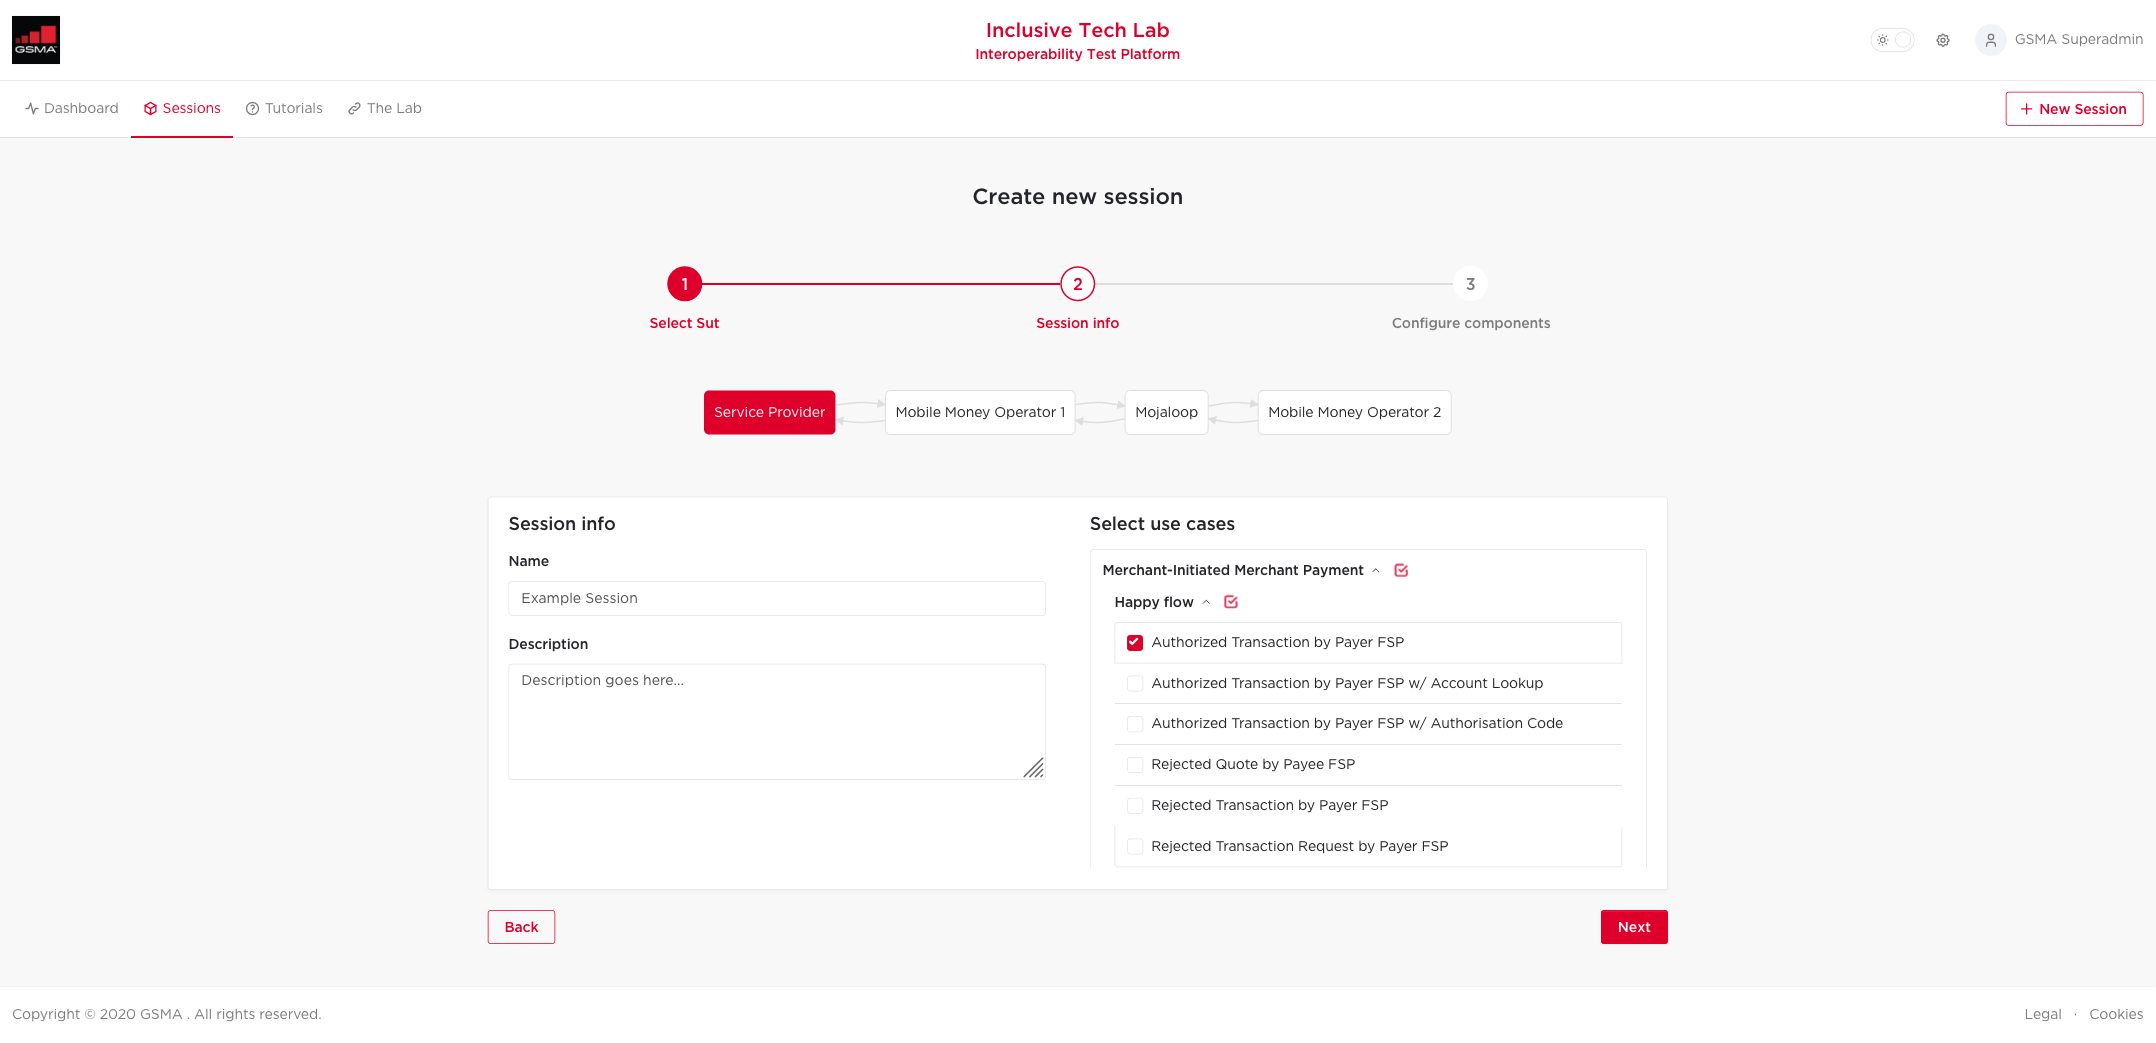 GSMA
Inclusive Tech Lab
Interoperability Test Platform
GSMA Superadmin
Dashboard
Sessions
Tutorials
The Lab
New Session
Create new session
1
2
3
Select Sut
Session info
Configure components
Service Provider
Mobile Money Operator 1
Mojaloop
Mobile Money Operator 2
Session info
Name
Example Session
Description
Description goes here...
Select use cases
Merchant-Initiated Merchant Payment
Happy flow
Authorized Transaction by Payer FSP
Authorized Transaction by Payer FSP w/ Account Lookup
Authorized Transaction by Payer FSP w/ Authorisation Code
Rejected Quote by Payee FSP
Rejected Transaction by Payer FSP
Rejected Transaction Request by Payer FSP
Back
Next
Copyright © 2020 GSMA . All rights reserved.
Legal · Cookies